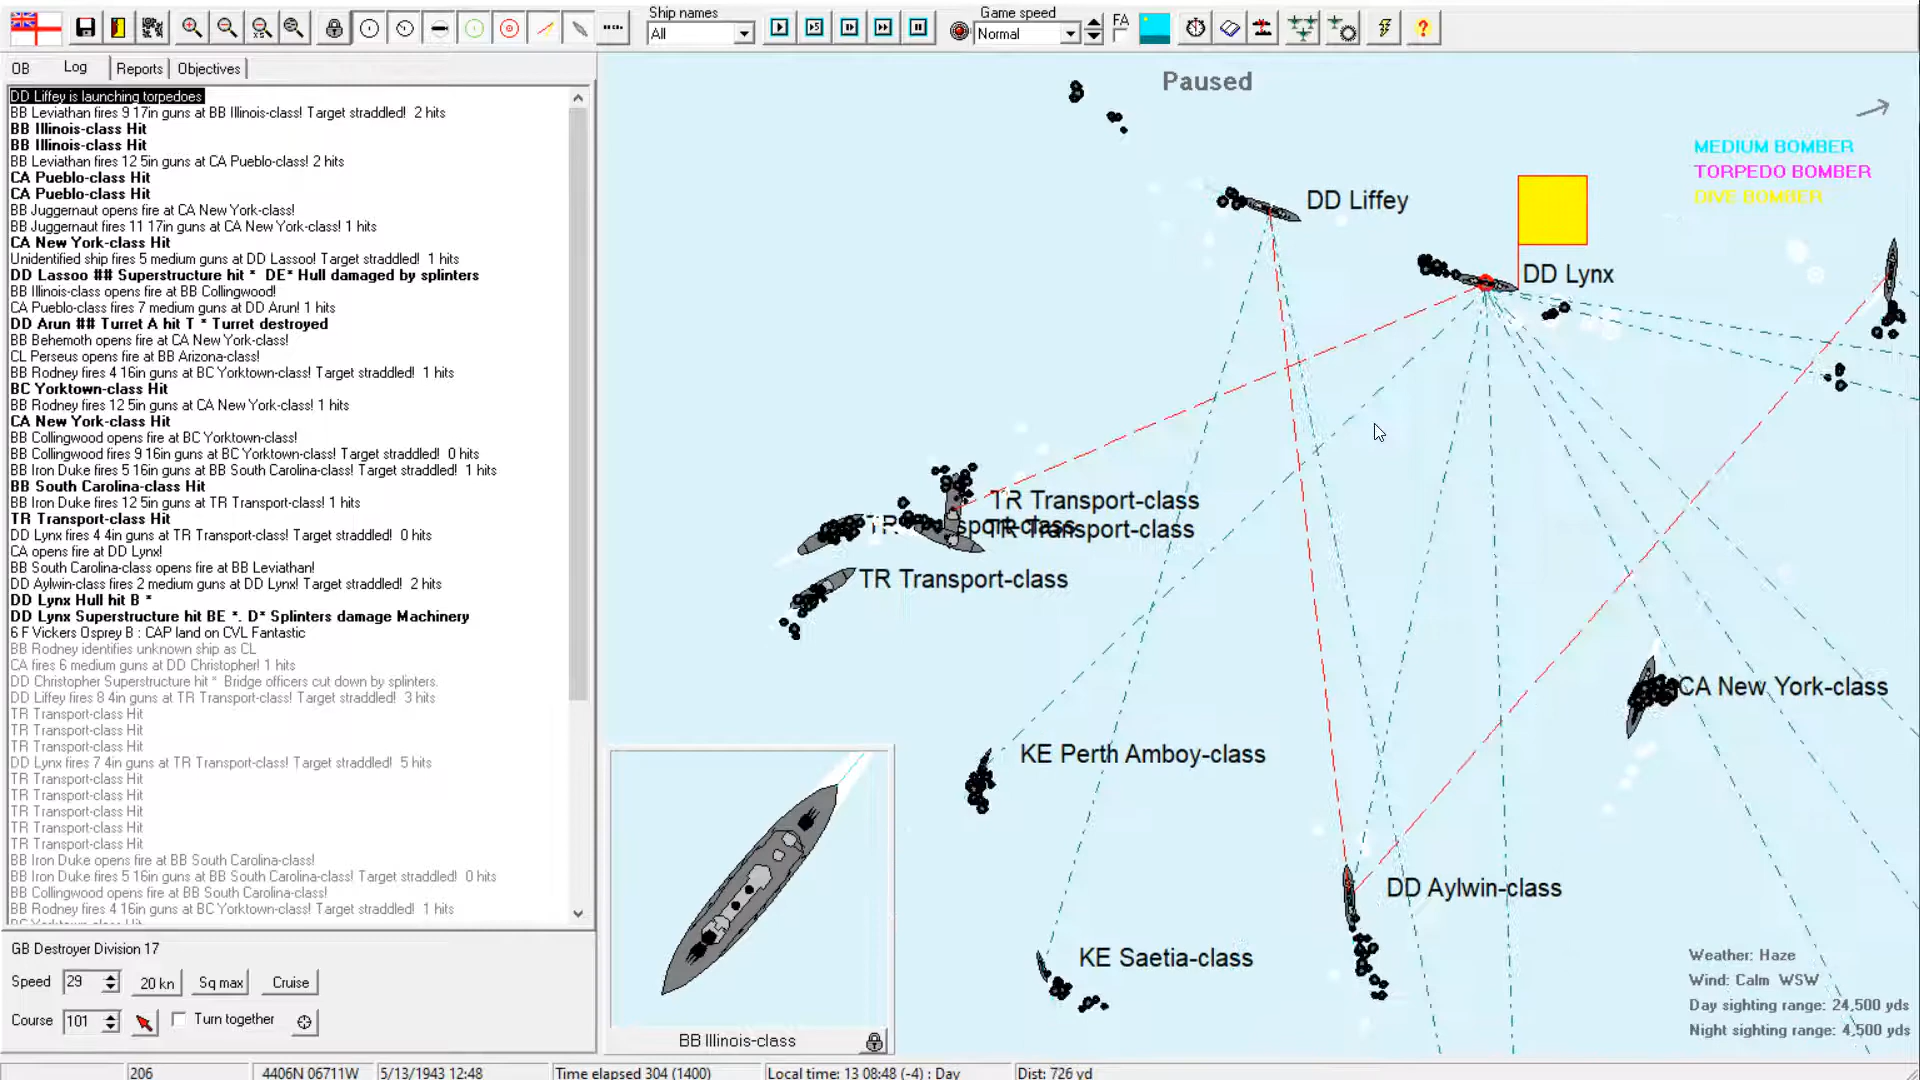 Ship names
All
Game speed
Normal
FA
OB
Log
Reports
Objectives
DD Liffey is launching torpedoes
BB Leviathan fires 9 17in guns at BB Illinois-class! Target straddled!  2 hits
BB Illinois-class Hit
BB Illinois-class Hit
BB Leviathan fires 12 5in guns at CA Pueblo-class! 2 hits
CA Pueblo-class Hit
CA Pueblo-class Hit
BB Juggernaut opens fire at CA New York-class!
BB Juggernaut fires 11 17in guns at CA New York-class! 1 hits
CA New York-class Hit
Unidentified ship fires 5 medium guns at DD Lassoo! Target straddled!  1 hits
DD Lassoo ## Superstructure hit *  DE* Hull damaged by splinters
BB Illinois-class opens fire at BB Collingwood!
CA Pueblo-class fires 7 medium guns at DD Arun! 1 hits
DD Arun ## Turret A hit T * Turret destroyed
BB Behemoth opens fire at CA New York-class!
CL Perseus opens fire at BB Arizona-class!
BB Rodney fires 4 16in guns at BC Yorktown-class! Target straddled!  1 hits
BC Yorktown-class Hit
BB Rodney fires 12 5in guns at CA New York-class! 1 hits
CA New York-class Hit
BB Collingwood opens fire at BC Yorktown-class!
BB Collingwood fires 9 16in guns at BC Yorktown-class! Target straddled!  0 hits
BB Iron Duke fires 5 16in guns at BB South Carolina-class! Target straddled!  1 hits
BB South Carolina-class Hit
BB Iron Duke fires 12 5in guns at TR Transport-class! 1 hits
TR Transport-class Hit
DD Lynx fires 4 4in guns at TR Transport-class! Target straddled!  0 hits
CA opens fire at DD Lynx!
BB South Carolina-class opens fire at BB Leviathan!
DD Aylwin-class fires 2 medium guns at DD Lynx! Target straddled!  2 hits
DD Lynx Hull hit B *
DD Lynx Superstructure hit BE *. D* Splinters damage Machinery
6 F Vickers Osprey B : CAP land on CVL Fantastic
BB Rodney identifies unknown ship as CL
CA fires 6 medium guns at DD Christopher! 1 hits
DD Christopher Superstructure hit *  Bridge officers cut down by splinters.
DD Liffey fires 8 4in guns at TR Transport-class! Target straddled!  3 hits
TR Transport-class Hit
TR Transport-class Hit
TR Transport-class Hit
DD Lynx fires 7 4in guns at TR Transport-class! Target straddled!  5 hits
TR Transport-class Hit
TR Transport-class Hit
TR Transport-class Hit
TR Transport-class Hit
TR Transport-class Hit
BB Iron Duke opens fire at BB South Carolina-class!
BB Iron Duke fires 5 16in guns at BB South Carolina-class! Target straddled!  0 hits
BB Collingwood opens fire at BB South Carolina-class!
BB Rodney fires 4 16in guns at BC Yorktown-class! Target straddled!  1 hits
GB Destroyer Division 17
Speed 29 20 kn Sq max Cruise
Course 101 Turn together
Paused
MEDIUM BOMBER
TORPEDO BOMBER
DIVE BOMBER
DD Liffey
DD Lynx
TR Transport-class
TR Transport-class
TR Transport-class
TR Transport-class
CA New York-class
KE Perth Amboy-class
DD Aylwin-class
KE Saetia-class
Weather: Haze
Wind: Calm  WSW
Day sighting range: 24,500 yds
Night sighting range: 4,500 yds
BB Illinois-class
206
4406N 06711W
5/13/1943 12:48
Time elapsed 304 (1400)
Local time: 13 08:48 (-4) : Day
Dist: 726 yd